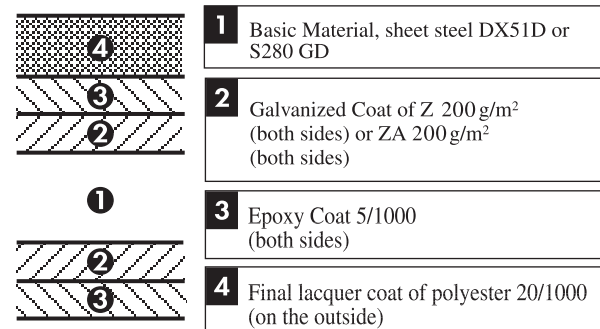 4
3
2
1
2
3
1 Basic Material, sheet steel DX51D or
S280 GD
2 Galvanized Coat of Z 200 g/m²
(both sides) or ZA 200 g/m²
(both sides)
3 Epoxy Coat 5/1000
(both sides)
4 Final lacquer coat of polyester 20/1000
(on the outside)